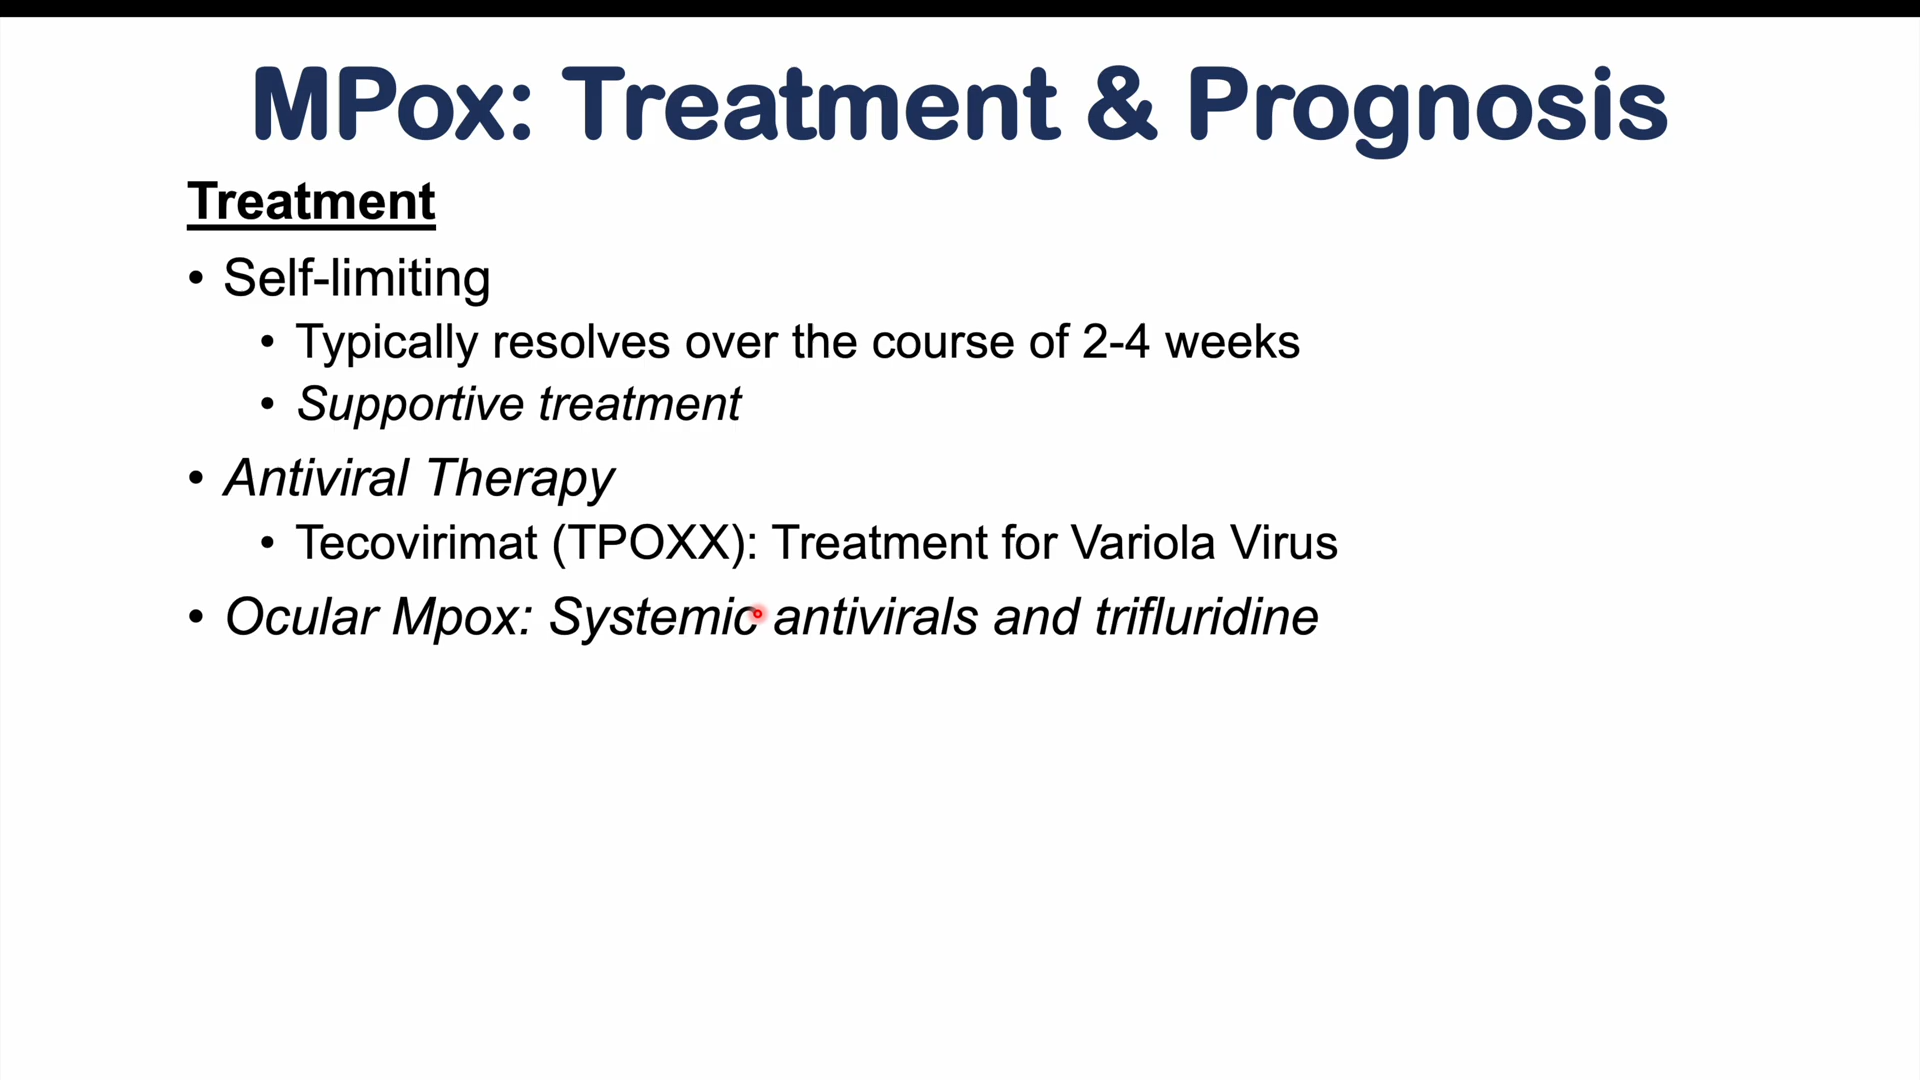 MPox: Treatment & Prognosis
Treatment
• Self-limiting
• Typically resolves over the course of 2-4 weeks
• Supportive treatment
• Antiviral Therapy
• Tecovirimat (TPOXX): Treatment for Variola Virus
• Ocular Mpox: Systemic antivirals and trifluridine